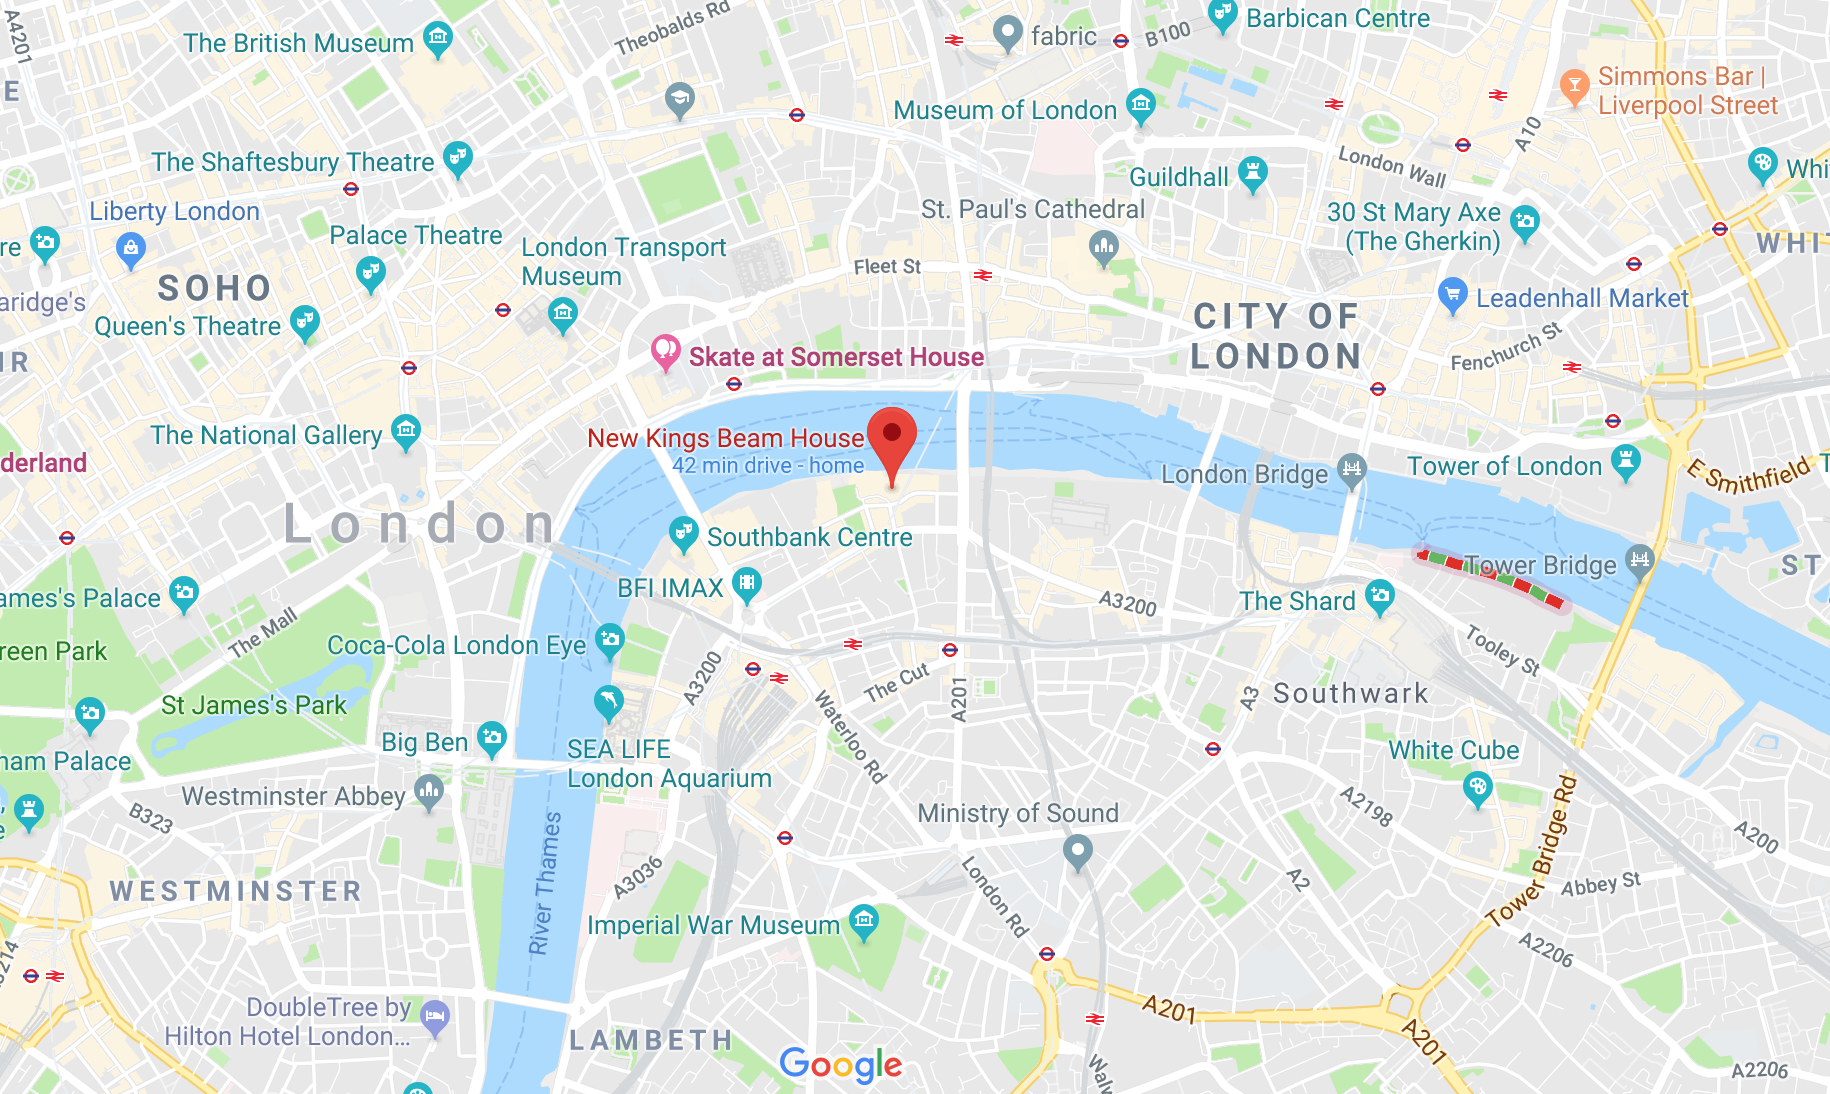 A4201
The British Museum
Theobalds Rd
fabric
B100
Barbican Centre
Simmons Bar |
Liverpool Street
E
Museum of London
A10
The Shaftesbury Theatre
London Wall
Guildhall
Whi
Liberty London
Palace Theatre
St. Paul's Cathedral
30 St Mary Axe
(The Gherkin)
re
London Transport
Museum
Fleet St
WHIT
SOHO
aridge's
Queen's Theatre
CITY OF
LONDON
Leadenhall Market
IR
Skate at Somerset House
Fenchurch St
The National Gallery
New Kings Beam House
42 min drive - home
London Bridge
Tower of London
derland
E Smithfield
T
London
Southbank Centre
Tower Bridge
ST
BFI IMAX
A3200
The Shard
ames's Palace
The Mall
Coca-Cola London Eye
reen Park
Tooley St
A3200
The Cut
A201
A3
Southwark
St James's Park
Waterloo Rd
Big Ben
SEA LIFE
London Aquarium
White Cube
ham Palace
Westminster Abbey
B323
Ministry of Sound
A2198
A200
e
River Thames
A3036
London Rd
A2
Tower Bridge Rd
Abbey St
WESTMINSTER
Imperial War Museum
A2206
3214
DoubleTree by
Hilton Hotel London...
A201
A201
LAMBETH
Google
Walw
A2206